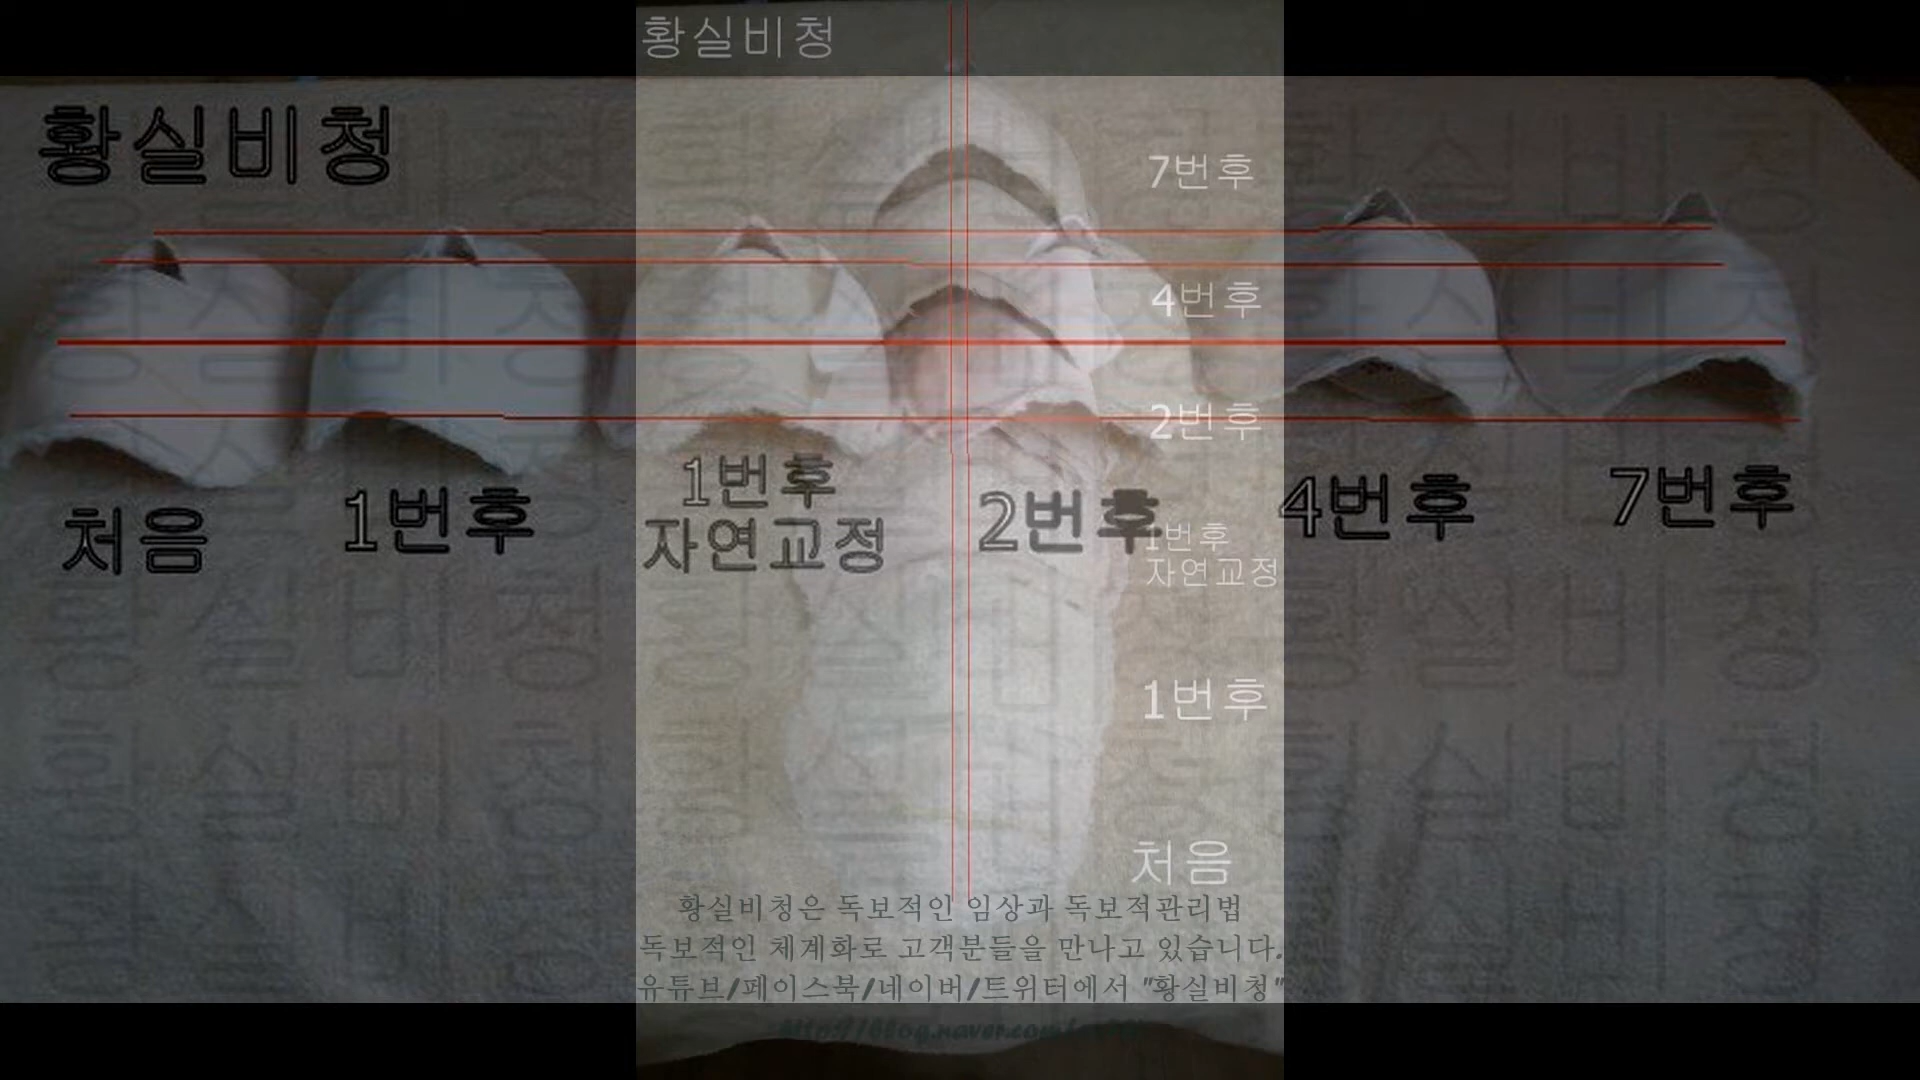 황실비청
황실비청
7번후
4번후
2번후
1번후
자연교정
1번후
처음
처음
1번후
1번후
자연교정
2번후
4번후
7번후
황실비청은 독보적인 임상과 독보적관리법
독보적인 체계화로 고객분들을 만나고 있습니다.
유튜브/페이스북/네이버/트위터에서 "황실비청"